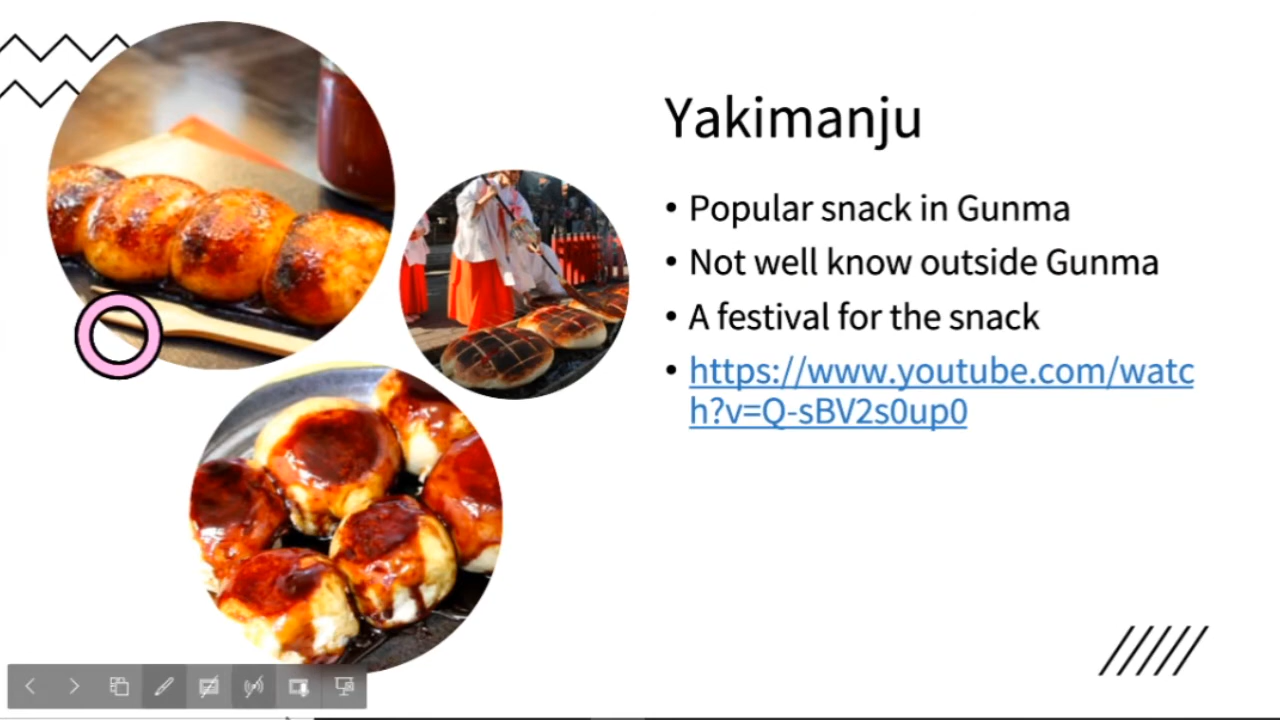 Yakimanju
• Popular snack in Gunma
• Not well know outside Gunma
• A festival for the snack
• https://www.youtube.com/watc
h?v=Q-sBV2s0up0